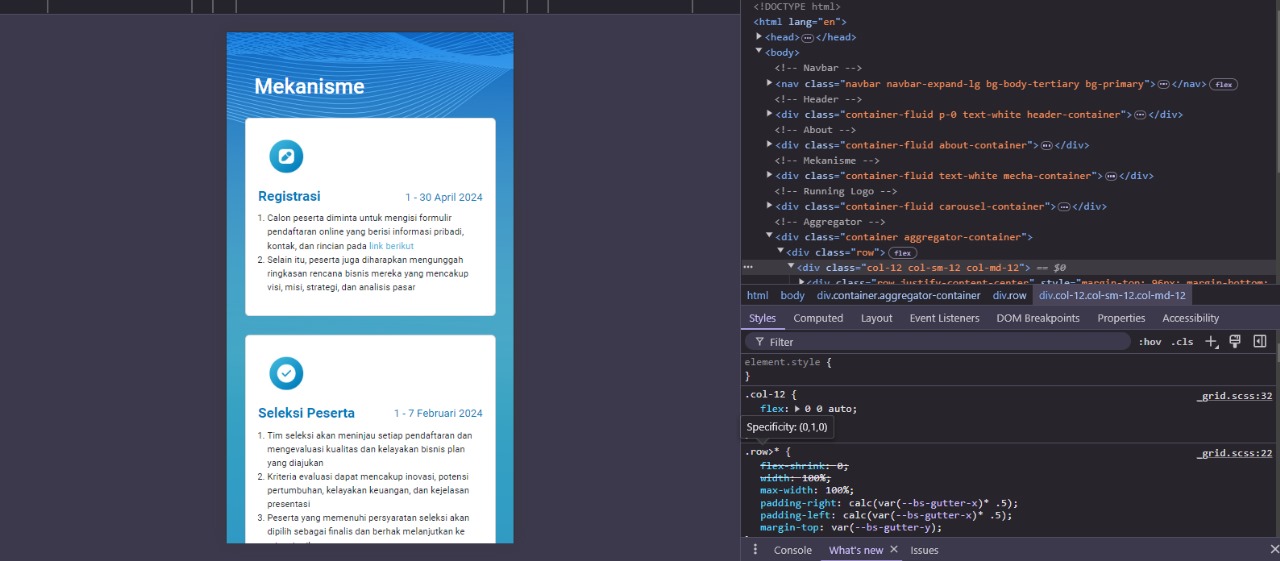 Mekanisme
Registrasi
1 - 30 April 2024
1. Calon peserta diminta untuk mengisi formulir
pendaftaran online yang berisi informasi pribadi,
kontak, dan rincian pada link berikut
2. Selain itu, peserta juga diharapkan mengunggah
ringkasan rencana bisnis mereka yang mencakup
visi, misi, strategi, dan analisis pasar
Seleksi Peserta
1 - 7 Februari 2024
1. Tim seleksi akan meninjau setiap pendaftaran dan
mengevaluasi kualitas dan kelayakan bisnis plan
yang diajukan
2. Kriteria evaluasi dapat mencakup inovasi, potensi
pertumbuhan, kelayakan keuangan, dan kejelasan
presentasi
3. Peserta yang memenuhi persyaratan seleksi akan
dipilih sebagai finalis dan berhak melanjutkan ke
<!DOCTYPE html>
<html lang="en">
<head>…</head>
<body>
<!-- Navbar -->
<nav class="navbar navbar-expand-lg bg-body-tertiary bg-primary">…</nav> flex
<!-- Header -->
<div class="container-fluid p-0 text-white header-container">…</div>
<!-- About -->
<div class="container-fluid about-container">…</div>
<!-- Mekanisme -->
<div class="container-fluid text-white mecha-container">…</div>
<!-- Running Logo -->
<div class="container-fluid carousel-container">…</div>
<!-- Aggregator -->
<div class="container aggregator-container">
<div class="row"> flex
… <div class="col-12 col-sm-12 col-md-12"> == $0
<div class="row justify-content-center" style="margin-top: 96px; margin-bottom:
html body div.container.aggregator-container div.row div.col-12.col-sm-12.col-md-12
Styles Computed Layout Event Listeners DOM Breakpoints Properties Accessibility
Filter :hov .cls
element.style {
}
.col-12 { _grid.scss:32
flex: 0 0 auto;
Specificity: (0,1,0)
.row>* { _grid.scss:22
flex-shrink: 0;
width: 100%;
max-width: 100%;
padding-right: calc(var(--bs-gutter-x)* .5);
padding-left: calc(var(--bs-gutter-x)* .5);
margin-top: var(--bs-gutter-y);
Console What's new Issues